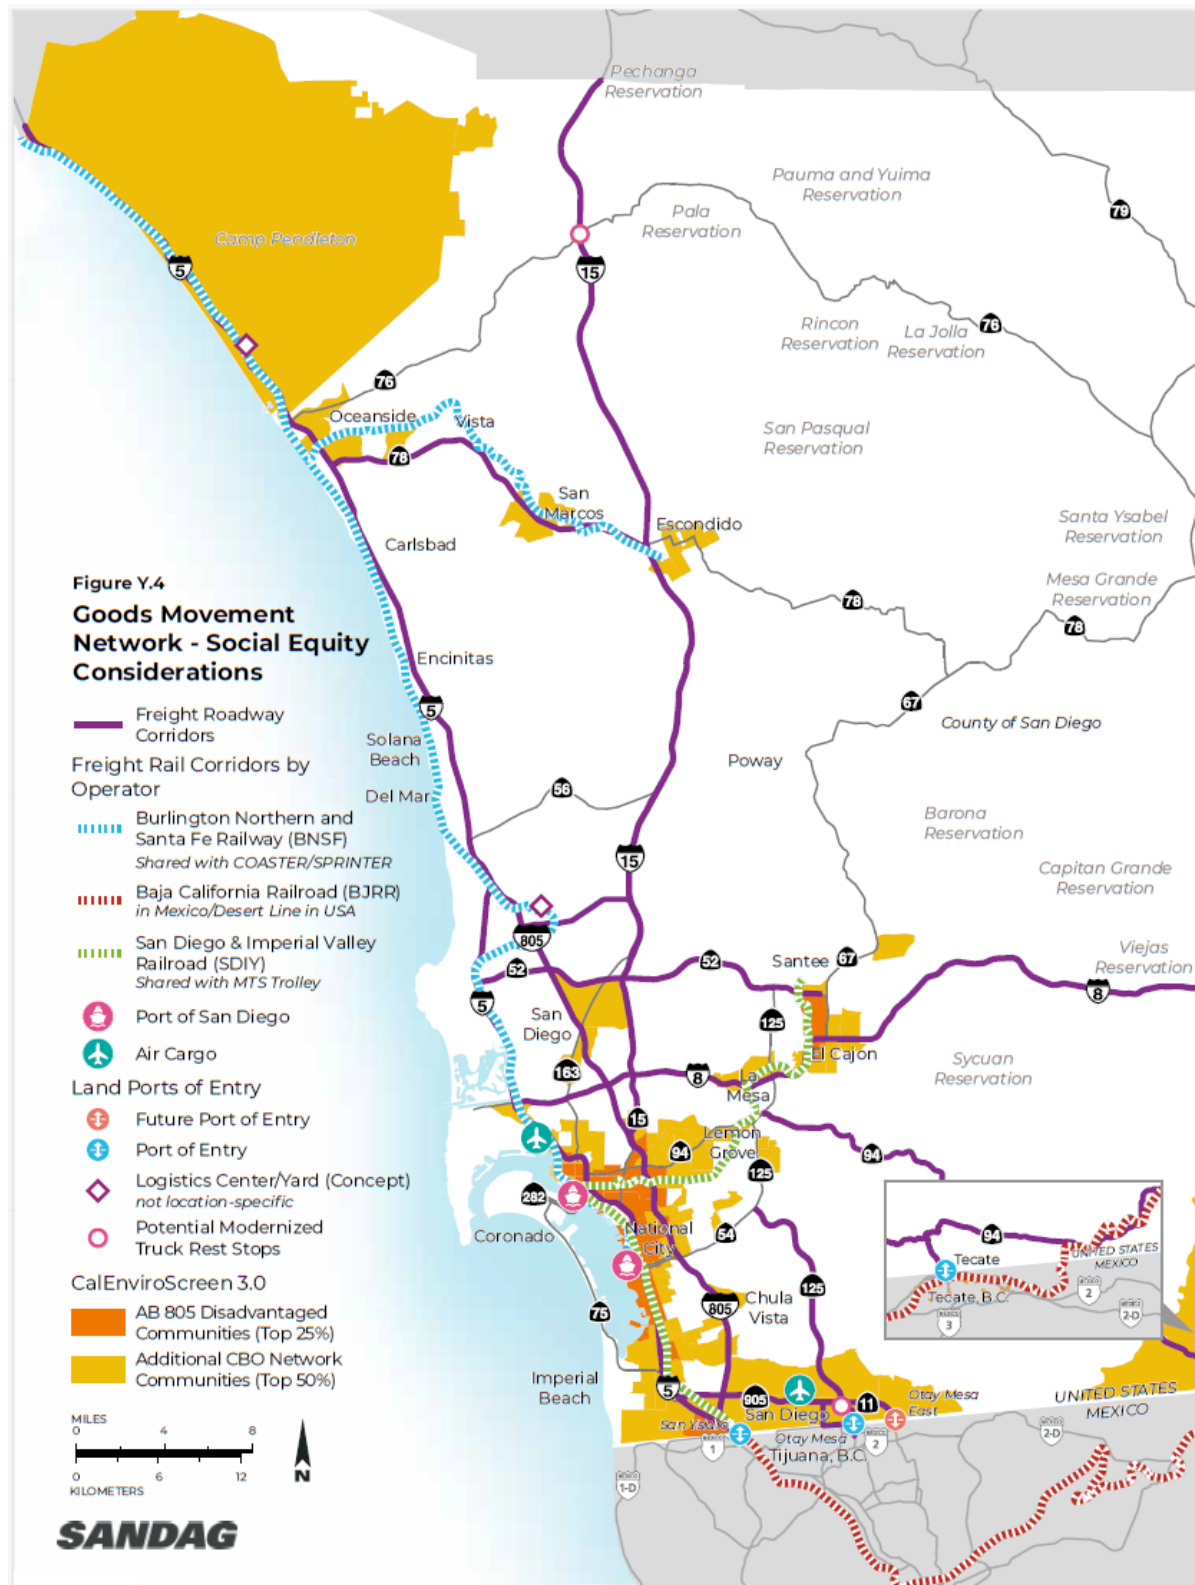 Pechanga
Reservation
Pauma and Yuima
Reservation
Pala
Reservation
79
Camp Pendleton
5
15
Rincon
Reservation
La Jolla
Reservation
76
76
Oceanside
Vista
78
San Pasqual
Reservation
San
Marcos
Escondido
Santa Ysabel
Reservation
Carlsbad
Mesa Grande
Reservation
78
78
Figure Y.4
Goods Movement
Network - Social Equity
Considerations
Encinitas
5
67
County of San Diego
Freight Roadway
Corridors
Solana
Beach
Poway
Freight Rail Corridors by
Operator
Del Mar
56
Burlington Northern and
Santa Fe Railway (BNSF)
Shared with COASTER/SPRINTER
Barona
Reservation
15
Capitan Grande
Reservation
Baja California Railroad (BJRR)
in Mexico/Desert Line in USA
805
San Diego & Imperial Valley
Railroad (SDIY)
Shared with MTS Trolley
52
52
Santee
67
Viejas
Reservation
8
5
Port of San Diego
San
Diego
125
Air Cargo
El Cajon
163
8
La
Mesa
Sycuan
Reservation
Land Ports of Entry
Future Port of Entry
15
Port of Entry
94
Lemon
Grove
94
125
Logistics Center/Yard (Concept)
not location-specific
282
Potential Modernized
Truck Rest Stops
Coronado
National
City
54
94
UNITED STATES
MEXICO
Tecate
Tecate, B.C.
MEXICO
2
MEXICO
3
MEXICO
2-D
CalEnviroScreen 3.0
AB 805 Disadvantaged
Communities (Top 25%)
75
805
Chula
Vista
125
Additional CBO Network
Communities (Top 50%)
Imperial
Beach
5
905
San Diego
11
Otay Mesa
East
UNITED STATES
MEXICO
San Ysidro
Otay Mesa
Tijuana, B.C.
MEXICO
1
MEXICO
2
MEXICO
2-D
MEXICO
1-D
MILES
0 4 8
0 6 12
KILOMETERS
N
SANDAG